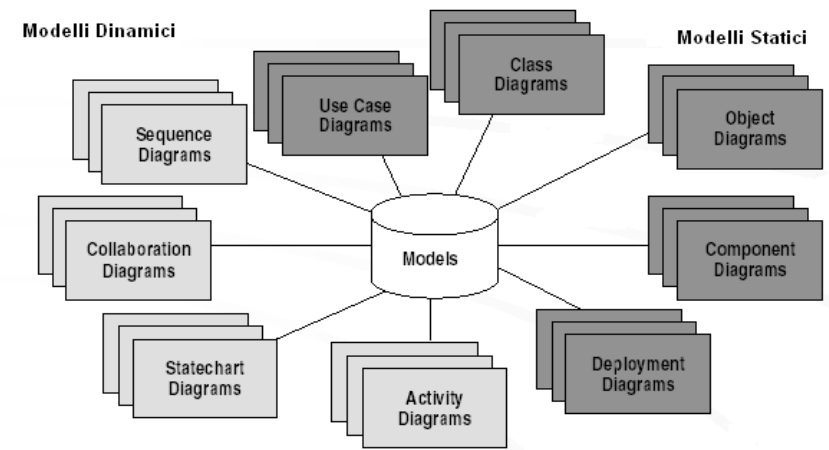 Modelli Dinamici
Modelli Statici
Class
Diagrams
Use Case
Diagrams
Object
Diagrams
Sequence
Diagrams
Collaboration
Diagrams
Models
Component
Diagrams
Statechart
Diagrams
Activity
Diagrams
Deployment
Diagrams